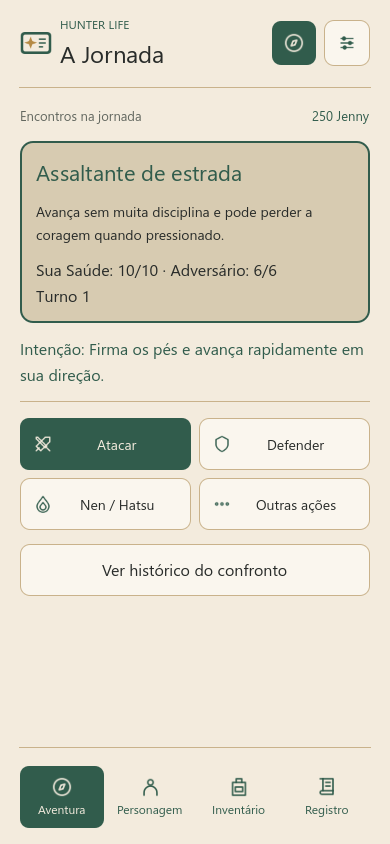 HUNTER LIFE
A Jornada
Encontros na jornada
250 Jenny
Assaltante de estrada
Avança sem muita disciplina e pode perder a
coragem quando pressionado.
Sua Saúde: 10/10 · Adversário: 6/6
Turno 1
Intenção: Firma os pés e avança rapidamente em
sua direção.
Atacar
Defender
Nen / Hatsu
Outras ações
Ver histórico do confronto
Aventura
Personagem
Inventário
Registro